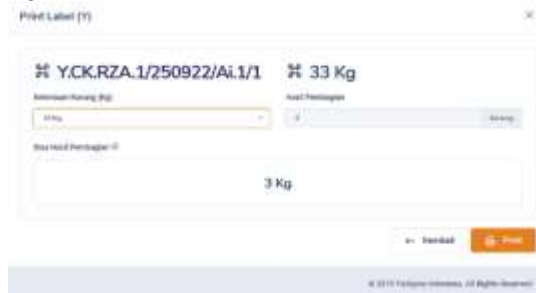 Print Label (Y)
Y.CK.RZA.1/250922/Ai.1/1
33 Kg
Hasil Pembagian
10 Kg
Karung
Sisa Hasil Pembagian
3 Kg
Kembali
Print